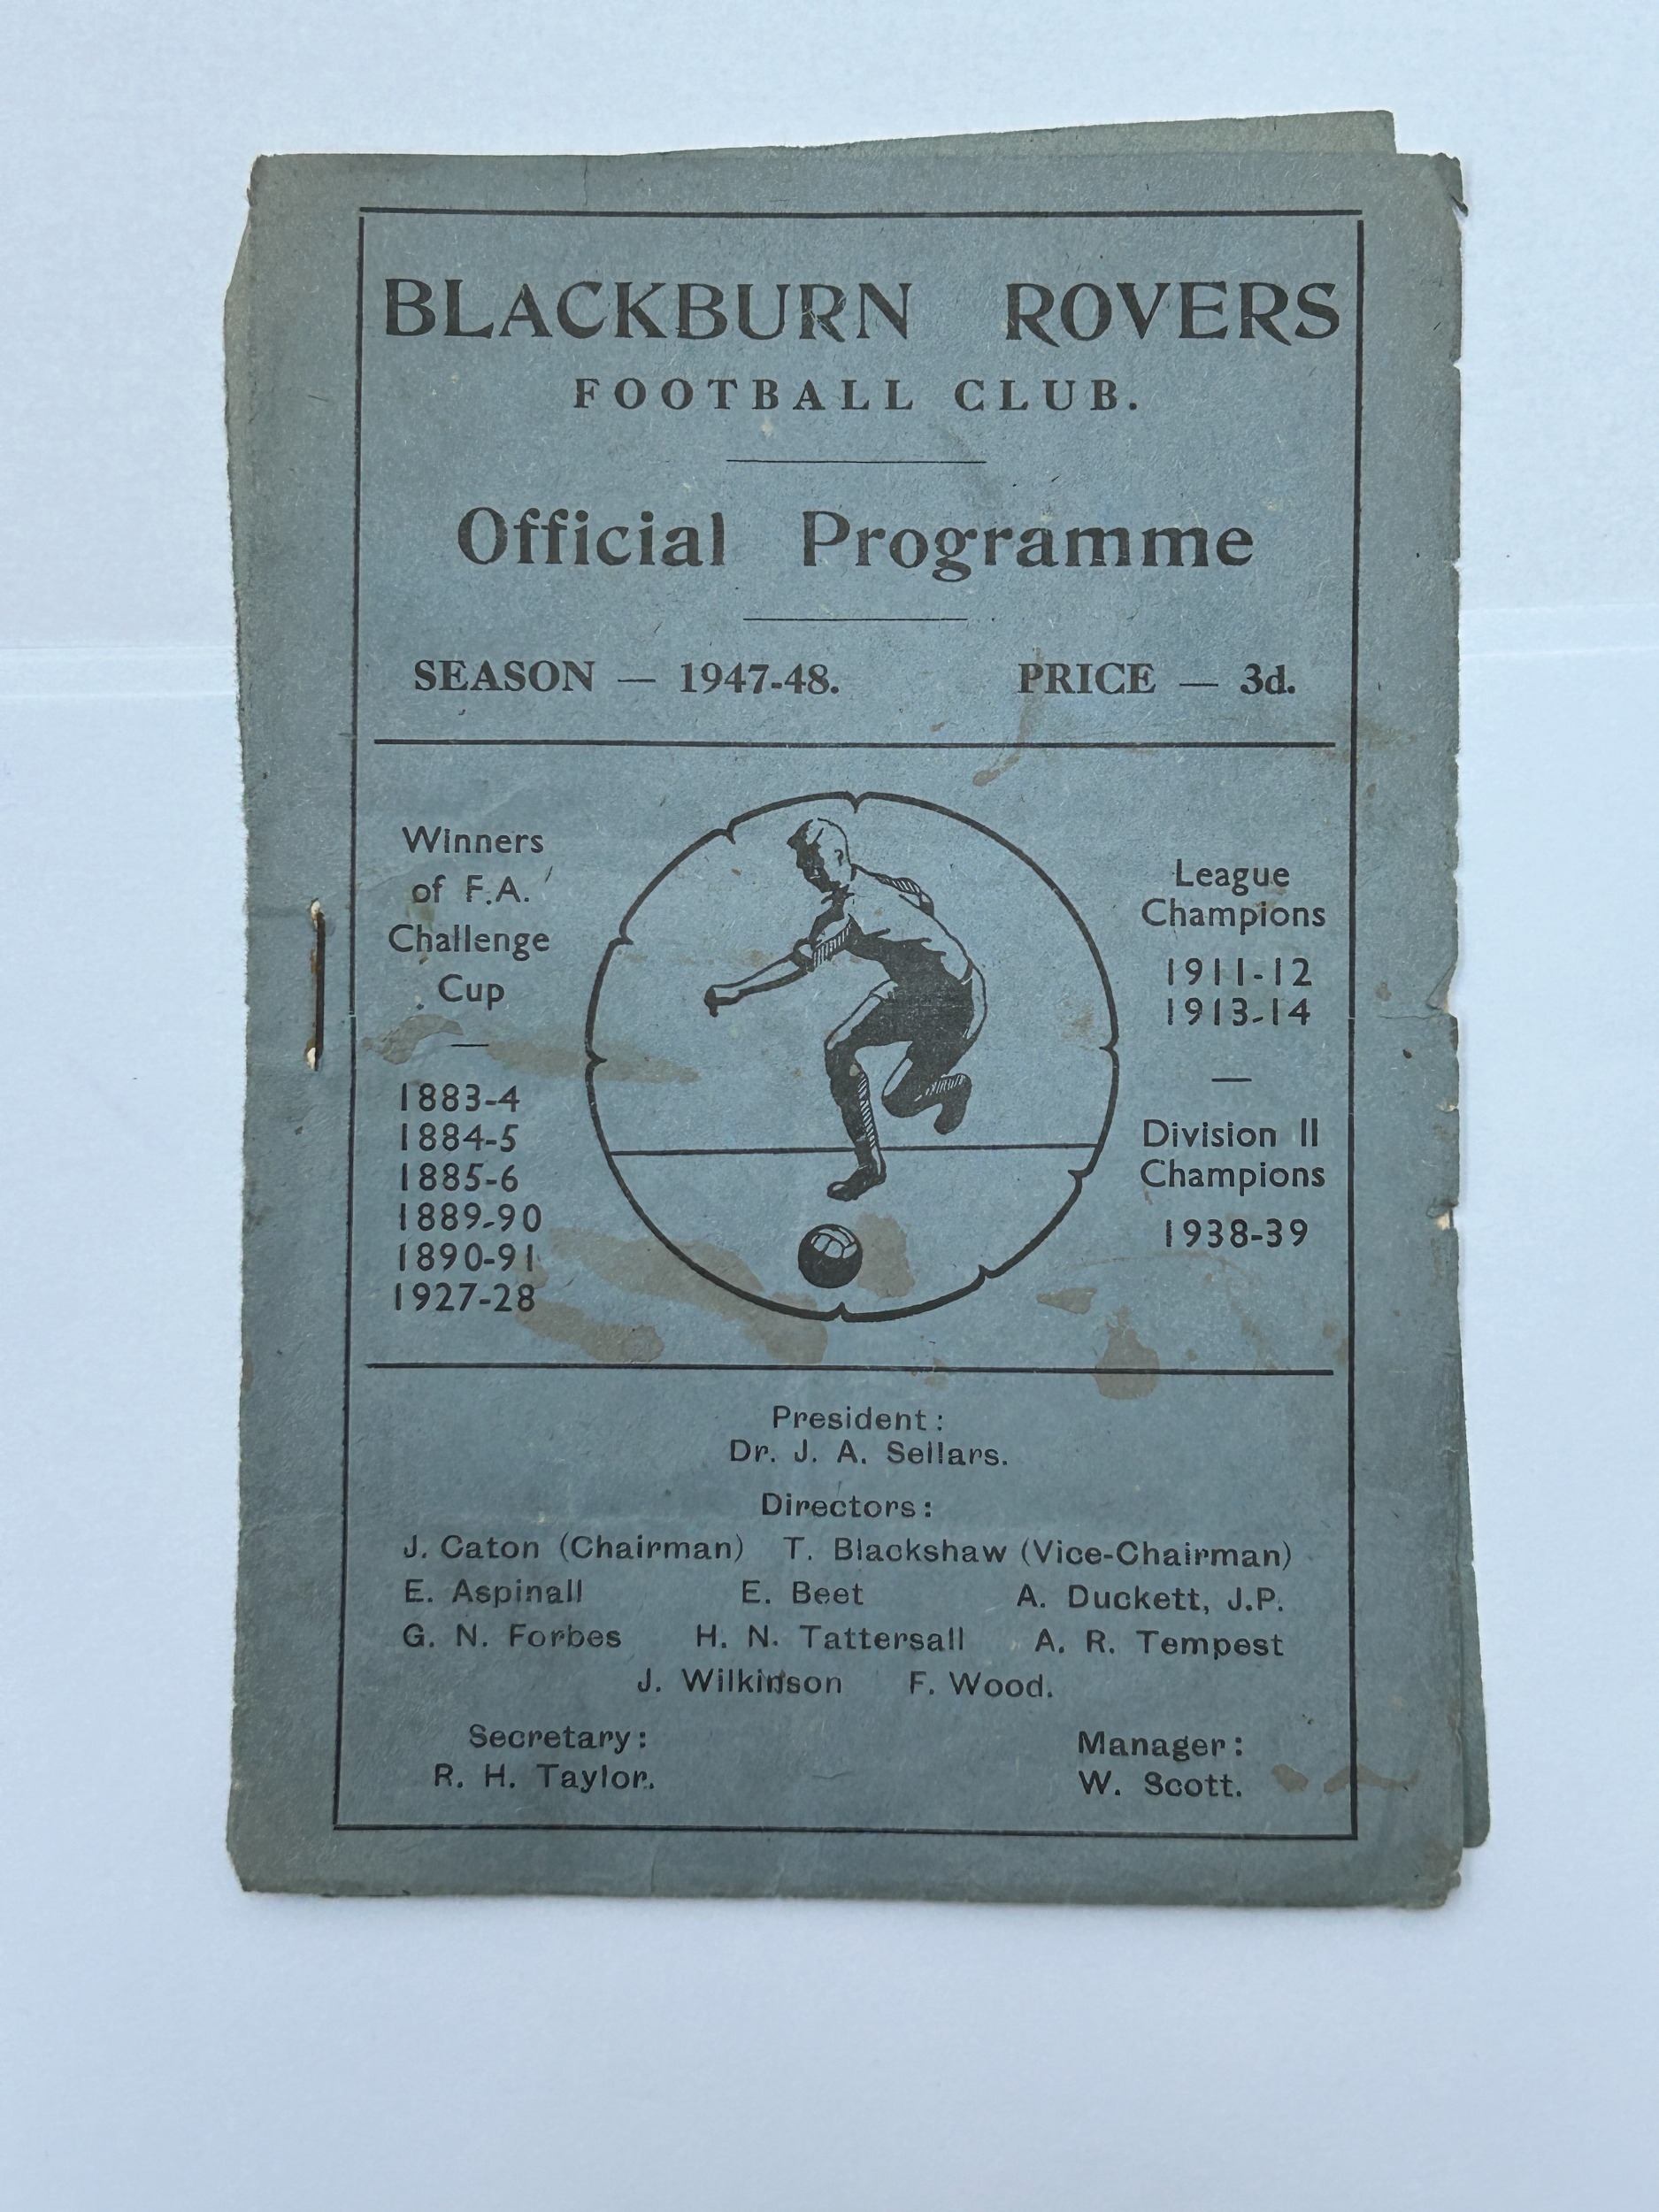 BLACKBURN ROVERS
FOOTBALL CLUB.
Official Programme
SEASON — 1947-48. PRICE — 3d.
Winners
of F.A.
Challenge
Cup
—
1883-4
1884-5
1885-6
1889-90
1890-91
1927-28
League
Champions
1911-12
1913-14
—
Division II
Champions
1938-39
President:
Dr. J. A. Sellars.
Directors:
J. Caton (Chairman) T. Blackshaw (Vice-Chairman)
E. Aspinall E. Beet A. Duckett, J.P.
G. N. Forbes H. N. Tattersall A. R. Tempest
J. Wilkinson F. Wood.
Secretary: Manager:
R. H. Taylor. W. Scott.